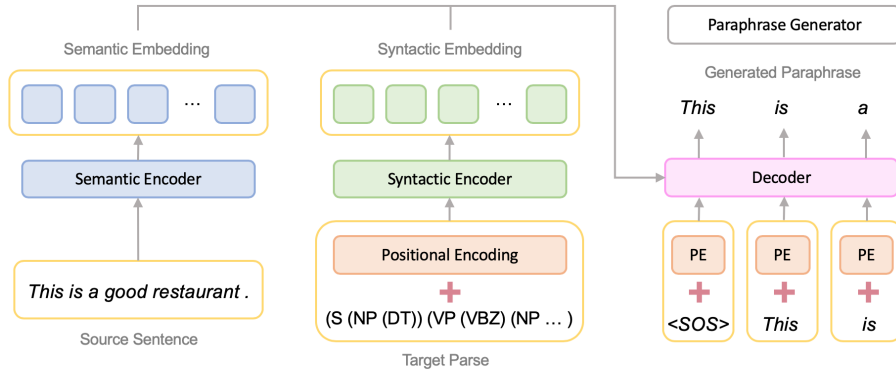 Semantic Embedding
...
Semantic Encoder
This is a good restaurant .
Source Sentence
Syntactic Embedding
...
Syntactic Encoder
Positional Encoding
+
(S (NP (DT)) (VP (VBZ) (NP ... )
Target Parse
Paraphrase Generator
Generated Paraphrase
This is a
Decoder
PE PE PE
+ + +
<SOS> This is